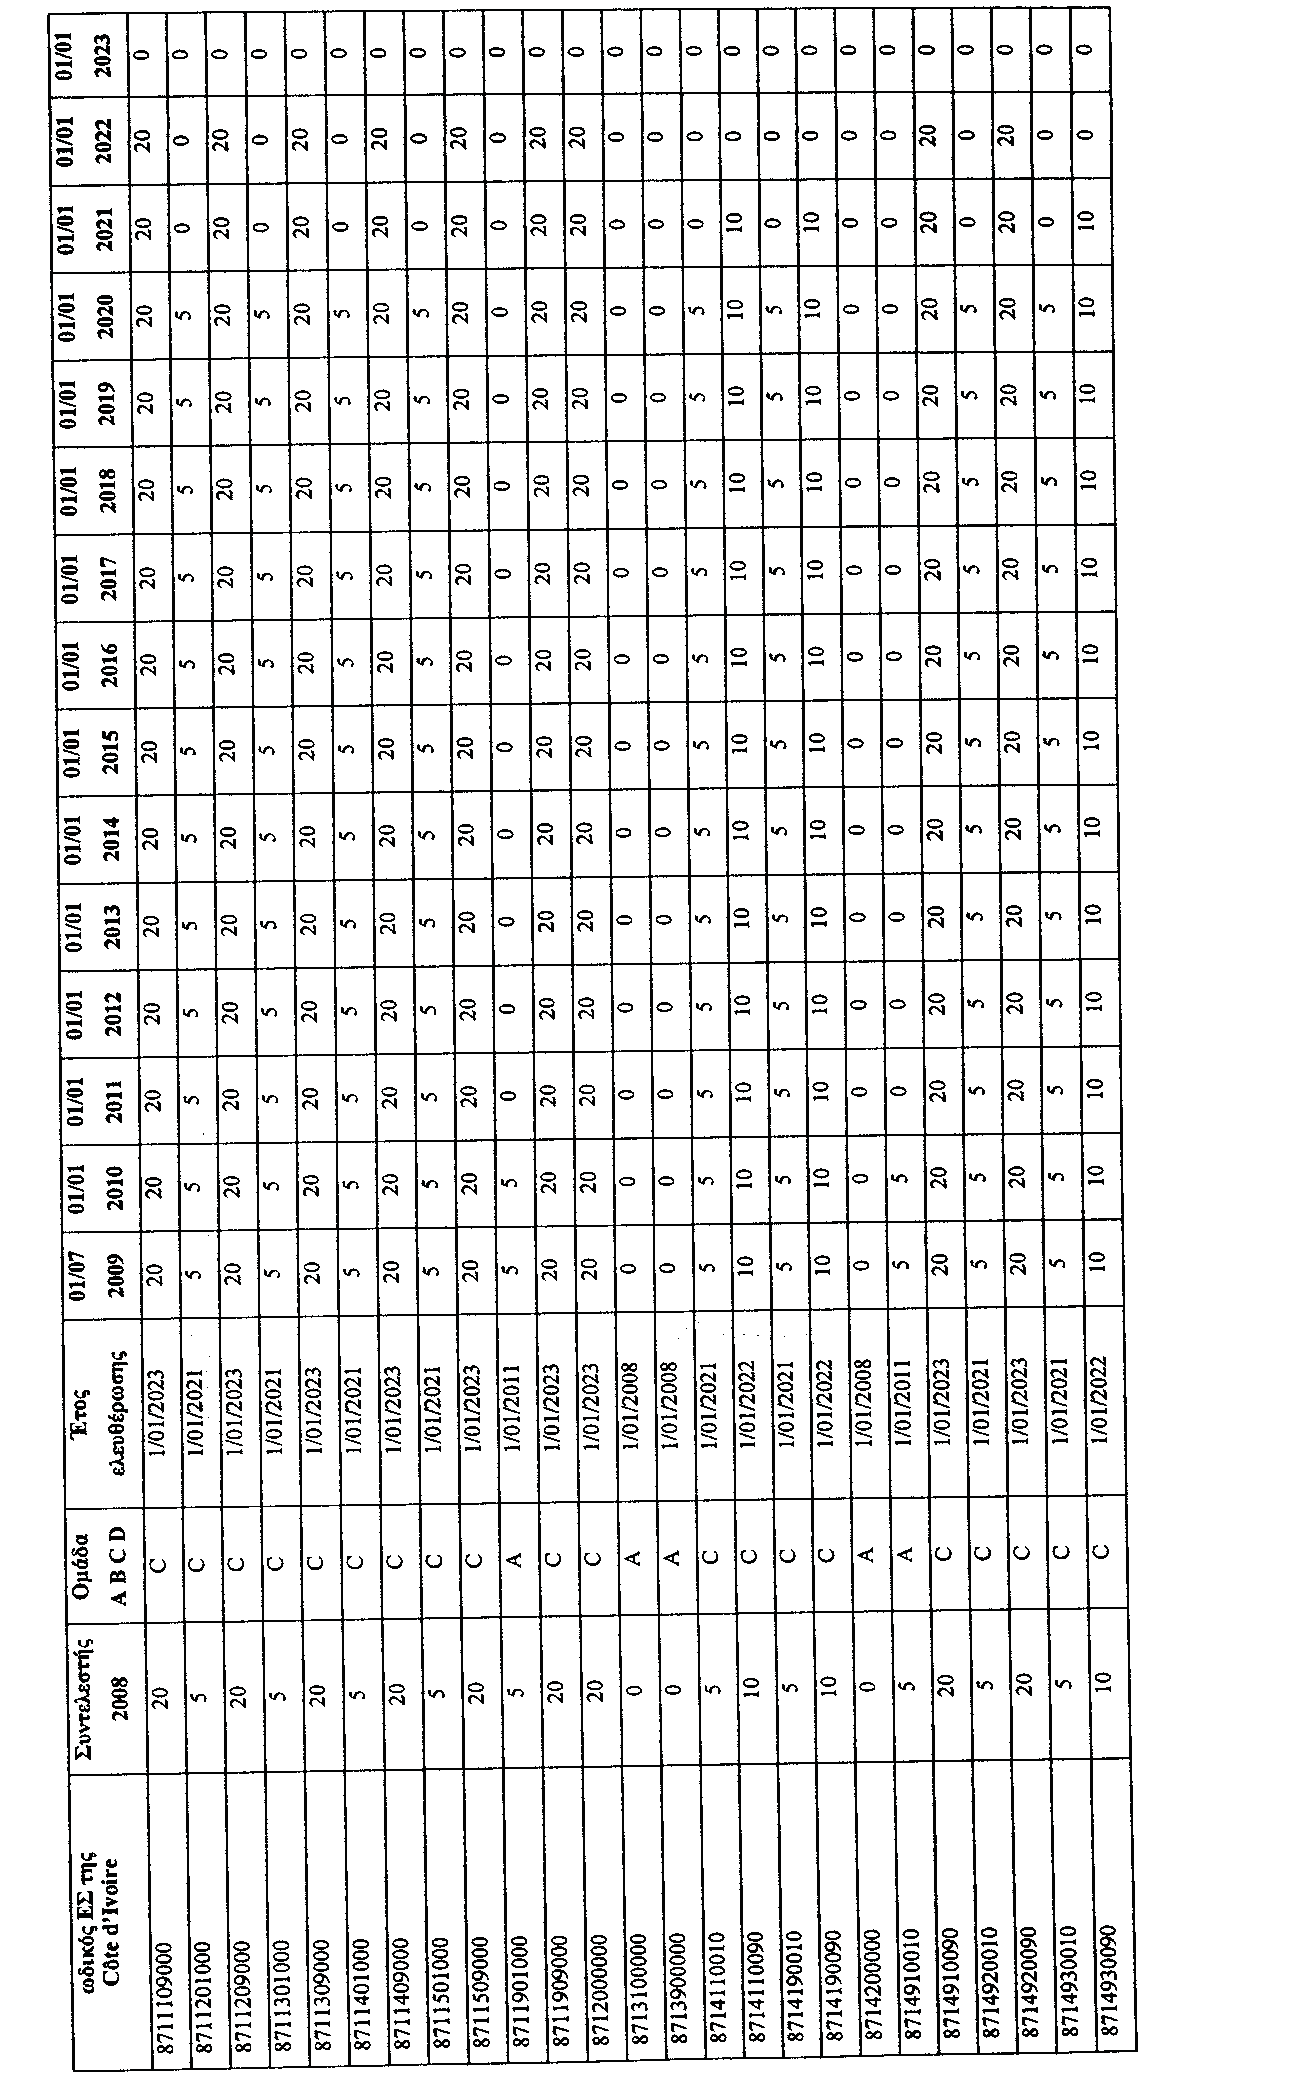 ωδικός ΕΣ της Côte d'Ivoire Συντελεστής 2008 Ομάδα A B C D Έτος ελευθέρωσης 01/07 2009 01/01 2010 01/01 2011 01/01 2012 01/01 2013 01/01 2014 01/01 2015 01/01 2016 01/01 2017 01/01 2018 01/01 2019 01/01 2020 01/01 2021 01/01 2022 01/01 2023
8711109000 20 C 1/01/2023 20 20 20 20 20 20 20 20 20 20 20 20 20 20 0
8711201000 5 C 1/01/2021 5 5 5 5 5 5 5 5 5 5 5 5 0 0 0
8711209000 20 C 1/01/2023 20 20 20 20 20 20 20 20 20 20 20 20 20 20 0
8711301000 5 C 1/01/2021 5 5 5 5 5 5 5 5 5 5 5 5 0 0 0
8711309000 20 C 1/01/2023 20 20 20 20 20 20 20 20 20 20 20 20 20 20 0
8711401000 5 C 1/01/2021 5 5 5 5 5 5 5 5 5 5 5 5 0 0 0
8711409000 20 C 1/01/2023 20 20 20 20 20 20 20 20 20 20 20 20 20 20 0
8711501000 5 C 1/01/2021 5 5 5 5 5 5 5 5 5 5 5 5 0 0 0
8711509000 20 C 1/01/2023 20 20 20 20 20 20 20 20 20 20 20 20 20 20 0
8711901000 5 A 1/01/2011 5 5 0 0 0 0 0 0 0 0 0 0 0 0 0
8711909000 20 C 1/01/2023 20 20 20 20 20 20 20 20 20 20 20 20 20 20 0
8712000000 20 C 1/01/2023 20 20 20 20 20 20 20 20 20 20 20 20 20 20 0
8713100000 0 A 1/01/2008 0 0 0 0 0 0 0 0 0 0 0 0 0 0 0
8713900000 0 A 1/01/2008 0 0 0 0 0 0 0 0 0 0 0 0 0 0 0
8714110010 5 C 1/01/2021 5 5 5 5 5 5 5 5 5 5 5 5 0 0 0
8714110090 10 C 1/01/2022 10 10 10 10 10 10 10 10 10 10 10 10 10 0 0
8714190010 5 C 1/01/2021 5 5 5 5 5 5 5 5 5 5 5 5 0 0 0
8714190090 10 C 1/01/2022 10 10 10 10 10 10 10 10 10 10 10 10 10 0 0
8714200000 0 A 1/01/2008 0 0 0 0 0 0 0 0 0 0 0 0 0 0 0
8714910010 5 A 1/01/2011 5 5 0 0 0 0 0 0 0 0 0 0 0 0 0
8714910090 20 C 1/01/2023 20 20 20 20 20 20 20 20 20 20 20 20 20 20 0
8714920010 5 C 1/01/2021 5 5 5 5 5 5 5 5 5 5 5 5 0 0 0
8714920090 20 C 1/01/2023 20 20 20 20 20 20 20 20 20 20 20 20 20 20 0
8714930010 5 C 1/01/2021 5 5 5 5 5 5 5 5 5 5 5 5 0 0 0
8714930090 10 C 1/01/2022 10 10 10 10 10 10 10 10 10 10 10 10 10 0 0